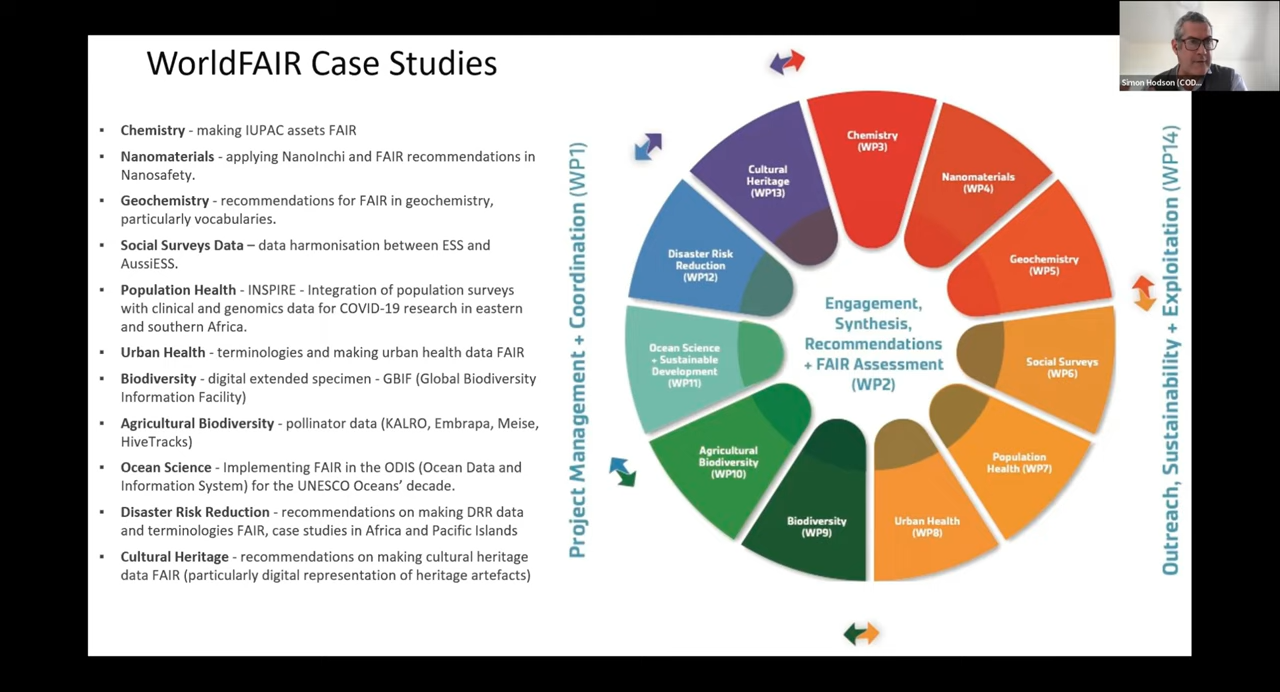 WorldFAIR Case Studies
Simon Hodson (COD...
▪ Chemistry - making IUPAC assets FAIR
▪ Nanomaterials - applying NanoInchi and FAIR recommendations in
Nanosafety.
▪ Geochemistry - recommendations for FAIR in geochemistry,
particularly vocabularies.
▪ Social Surveys Data – data harmonisation between ESS and
AussiESS.
▪ Population Health - INSPIRE - Integration of population surveys
with clinical and genomics data for COVID-19 research in eastern
and southern Africa.
▪ Urban Health - terminologies and making urban health data FAIR
▪ Biodiversity - digital extended specimen - GBIF (Global Biodiversity
Information Facility)
▪ Agricultural Biodiversity - pollinator data (KALRO, Embrapa, Meise,
HiveTracks)
▪ Ocean Science - Implementing FAIR in the ODIS (Ocean Data and
Information System) for the UNESCO Oceans’ decade.
▪ Disaster Risk Reduction - recommendations on making DRR data
and terminologies FAIR, case studies in Africa and Pacific Islands
▪ Cultural Heritage - recommendations on making cultural heritage
data FAIR (particularly digital representation of heritage artefacts)
Project Management + Coordination (WP1)
Chemistry
(WP3)
Nanomaterials
(WP4)
Geochemistry
(WP5)
Social Surveys
(WP6)
Population
Health (WP7)
Urban Health
(WP8)
Biodiversity
(WP9)
Agricultural
Biodiversity
(WP10)
Ocean Science
+ Sustainable
Development
(WP11)
Disaster Risk
Reduction
(WP12)
Cultural
Heritage
(WP13)
Engagement,
Synthesis,
Recommendations
+ FAIR Assessment
(WP2)
Outreach, Sustainability + Exploitation (WP14)